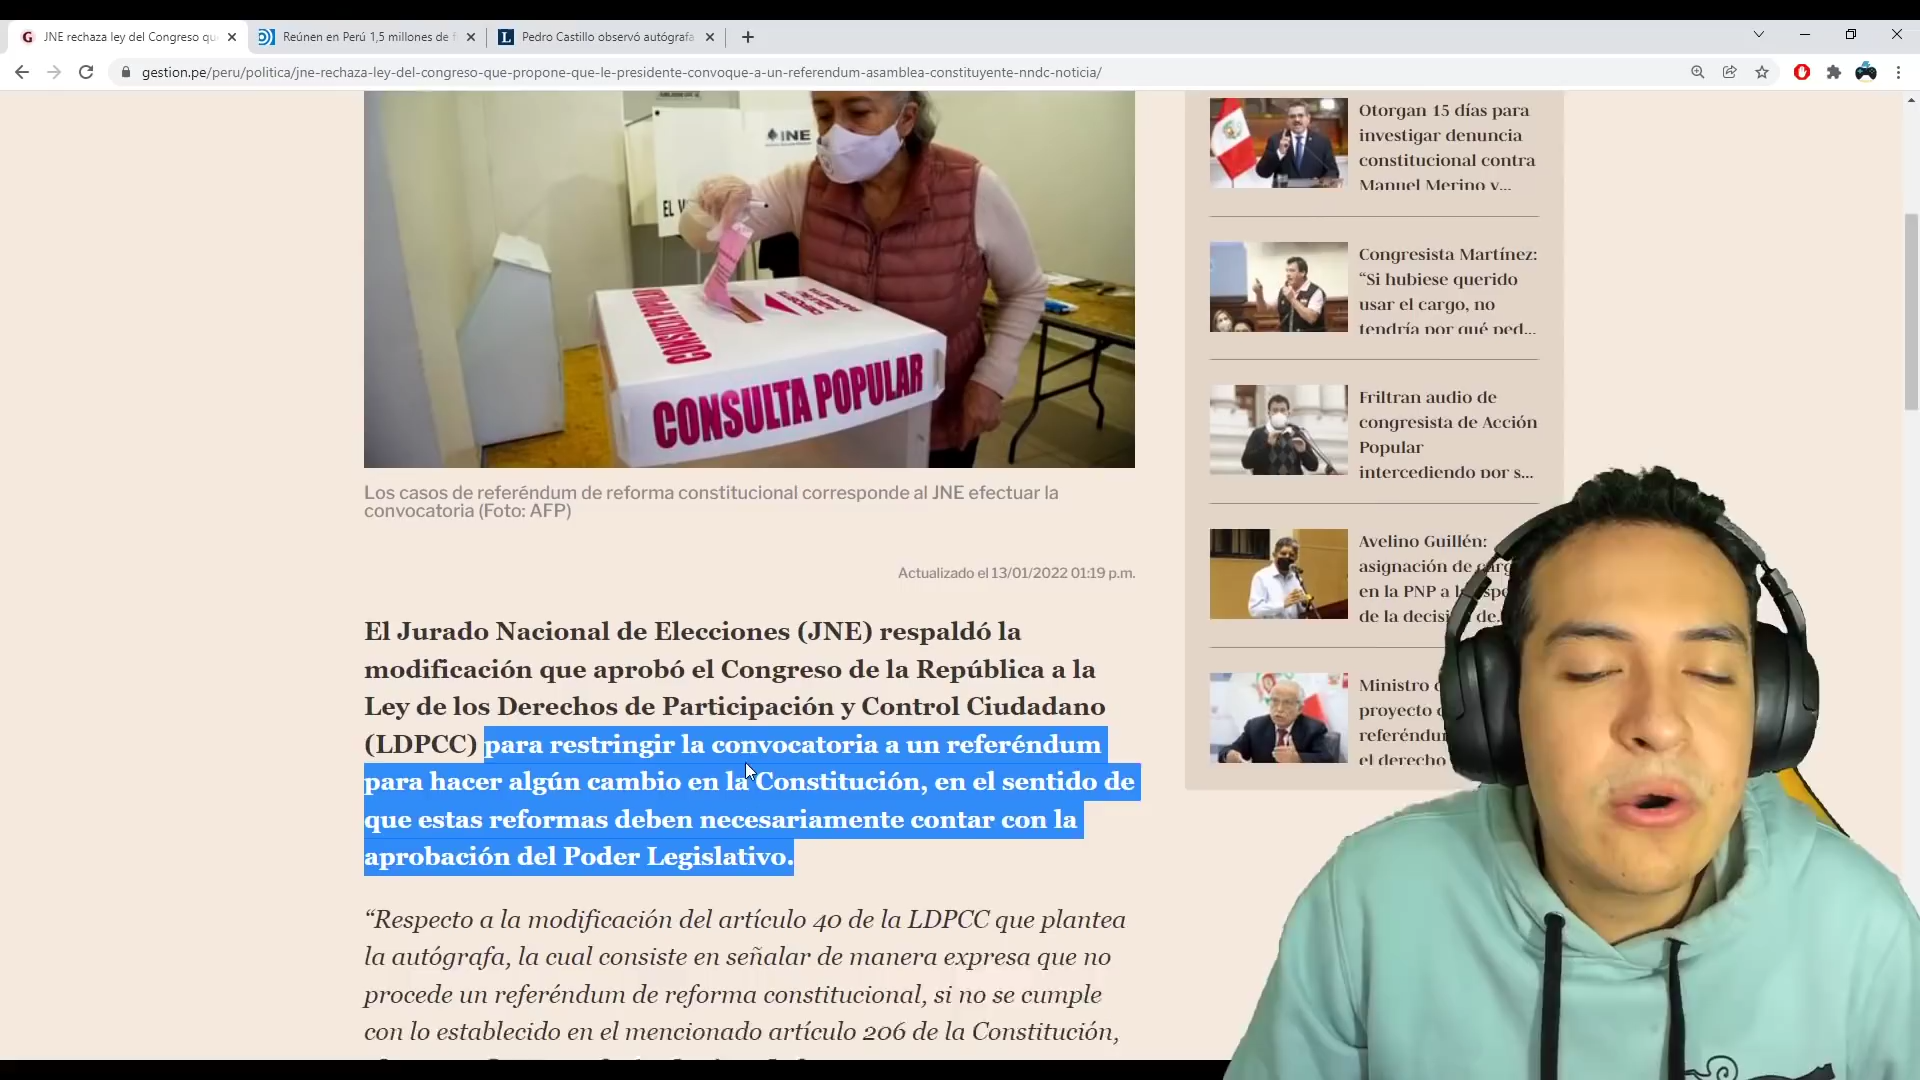 JNE rechaza ley del Congreso qu
Reúnen en Perú 1,5 millones de f
Pedro Castillo observó autógrafa
gestion.pe/peru/politica/jne-rechaza-ley-del-congreso-que-propone-que-le-presidente-convoque-a-un-referendum-asamblea-constituyente-nndc-noticia/
INE
EL V
CONSULTA POPULAR
CONSULTA POPULAR
Los casos de referéndum de reforma constitucional corresponde al JNE efectuar la
convocatoria (Foto: AFP)
Actualizado el 13/01/2022 01:19 p.m.
El Jurado Nacional de Elecciones (JNE) respaldó la
modificación que aprobó el Congreso de la República a la
Ley de los Derechos de Participación y Control Ciudadano
(LDPCC) para restringir la convocatoria a un referéndum
para hacer algún cambio en la Constitución, en el sentido de
que estas reformas deben necesariamente contar con la
aprobación del Poder Legislativo.
“Respecto a la modificación del artículo 40 de la LDPCC que plantea
la autógrafa, la cual consiste en señalar de manera expresa que no
procede un referéndum de reforma constitucional, si no se cumple
con lo establecido en el mencionado artículo 206 de la Constitución,
Otorgan 15 días para
investigar denuncia
constitucional contra
Manuel Merino y...
Congresista Martínez:
“Si hubiese querido
usar el cargo, no
tendría por qué ped...
Friltran audio de
congresista de Acción
Popular
intercediendo por s...
Avelino Guillén:
asignación de
en la PNP a
de la
Ministro
proyecto
referéndu
el derecho